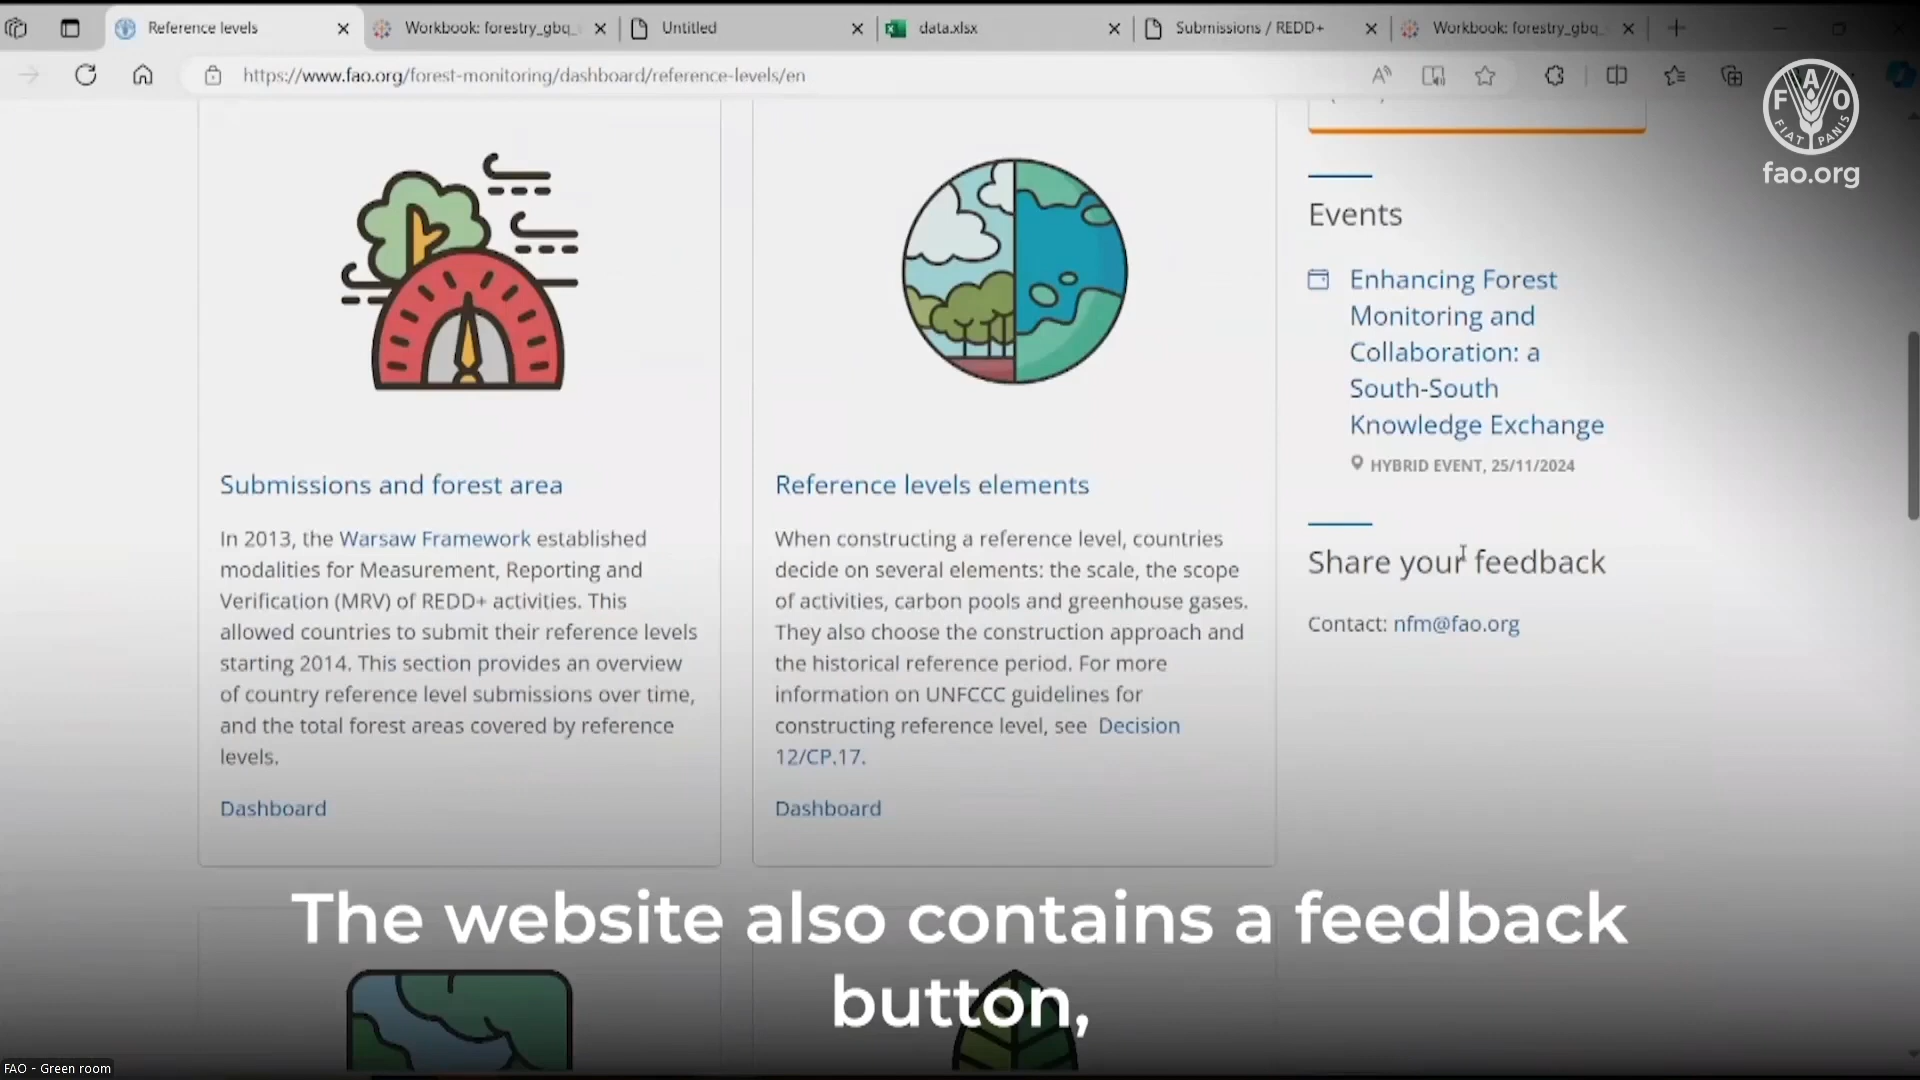 Reference levels
Workbook: forestry_gbq_
Untitled
data.xlsx
Submissions / REDD+
Workbook: forestry_gbq_
https://www.fao.org/forest-monitoring/dashboard/reference-levels/en
FAO
FIAT PANIS
fao.org
Submissions and forest area
In 2013, the Warsaw Framework established
modalities for Measurement, Reporting and
Verification (MRV) of REDD+ activities. This
allowed countries to submit their reference levels
starting 2014. This section provides an overview
of country reference level submissions over time,
and the total forest areas covered by reference
levels.
Dashboard
Reference levels elements
When constructing a reference level, countries
decide on several elements: the scale, the scope
of activities, carbon pools and greenhouse gases.
They also choose the construction approach and
the historical reference period. For more
information on UNFCCC guidelines for
constructing reference level, see Decision
12/CP.17.
Dashboard
Events
Enhancing Forest
Monitoring and
Collaboration: a
South-South
Knowledge Exchange
HYBRID EVENT, 25/11/2024
Share your feedback
Contact: nfm@fao.org
The website also contains a feedback
button,
FAO - Green room